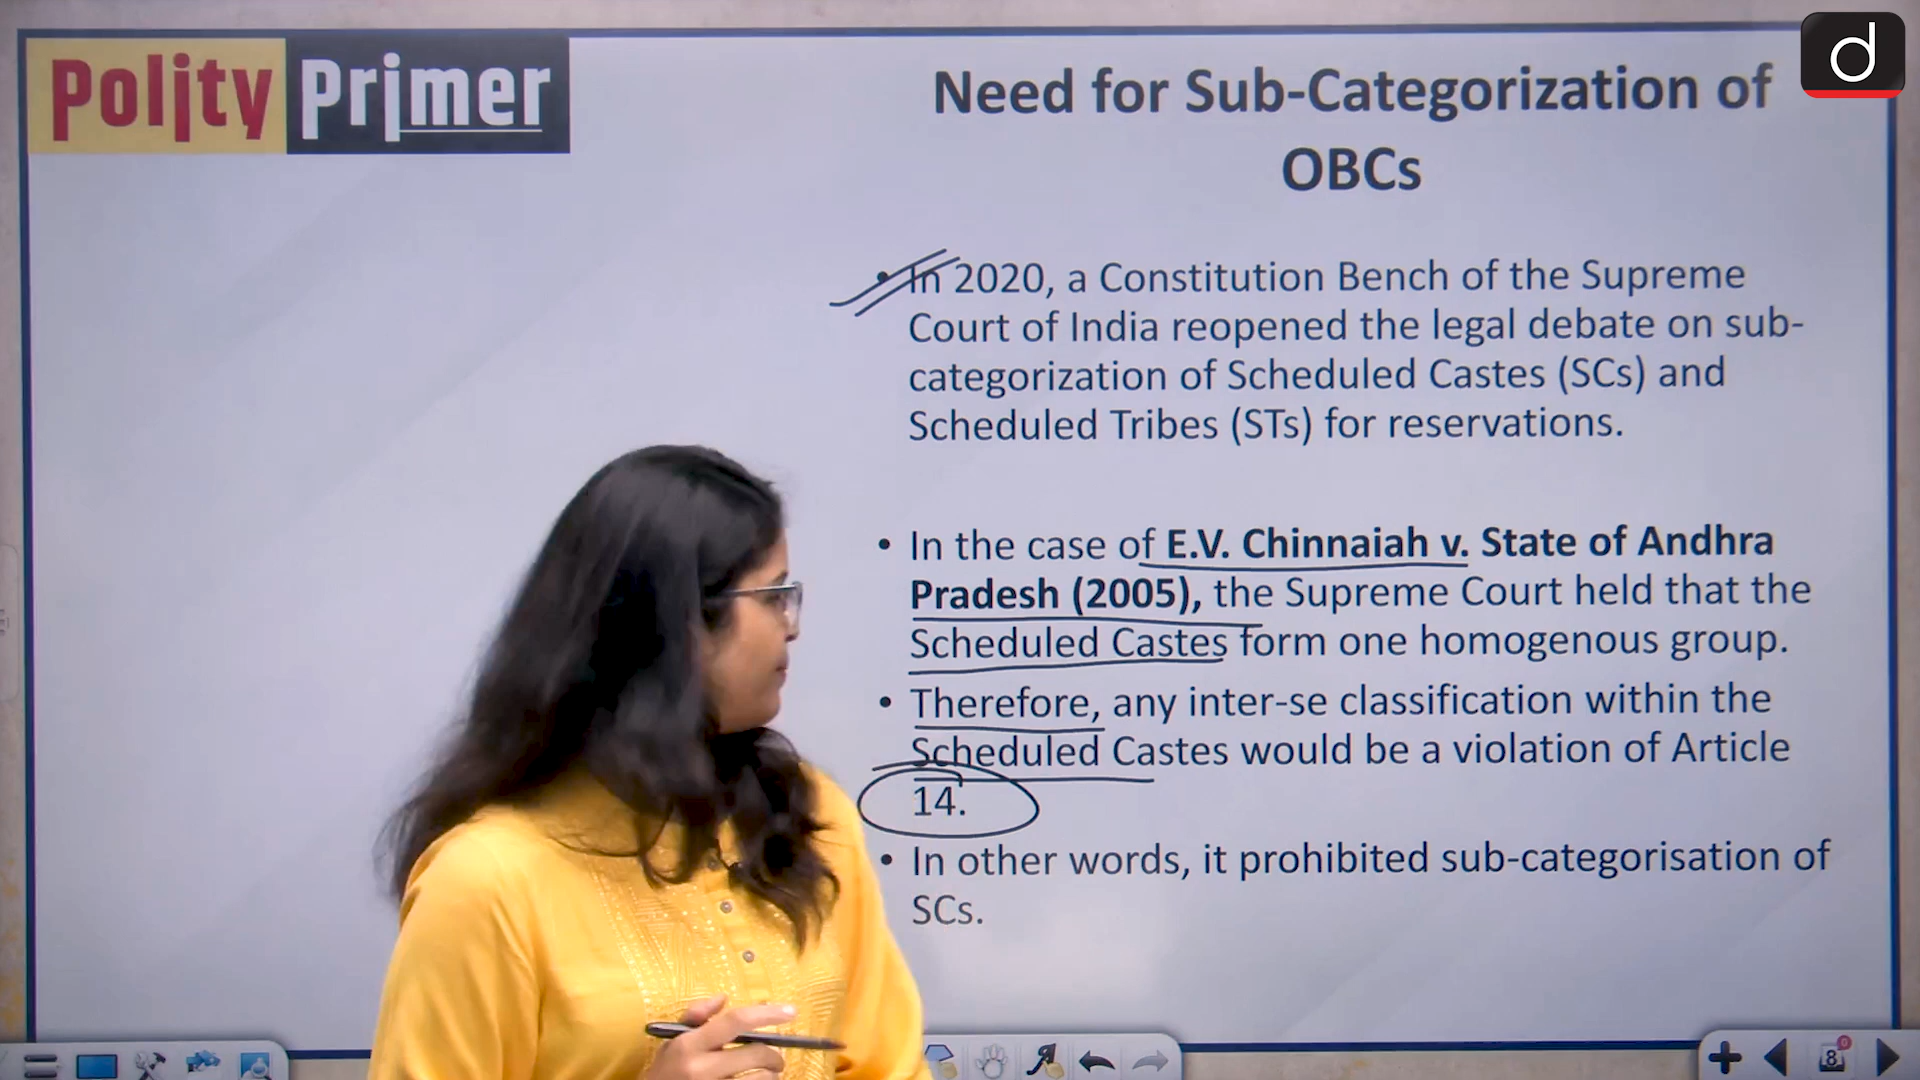 Polity Primer
d
Need for Sub-Categorization of
OBCs
• In 2020, a Constitution Bench of the Supreme
Court of India reopened the legal debate on sub-
categorization of Scheduled Castes (SCs) and
Scheduled Tribes (STs) for reservations.
• In the case of E.V. Chinnaiah v. State of Andhra
Pradesh (2005), the Supreme Court held that the
Scheduled Castes form one homogenous group.
• Therefore, any inter-se classification within the
Scheduled Castes would be a violation of Article
14.
• In other words, it prohibited sub-categorisation of
SCs.
8
0